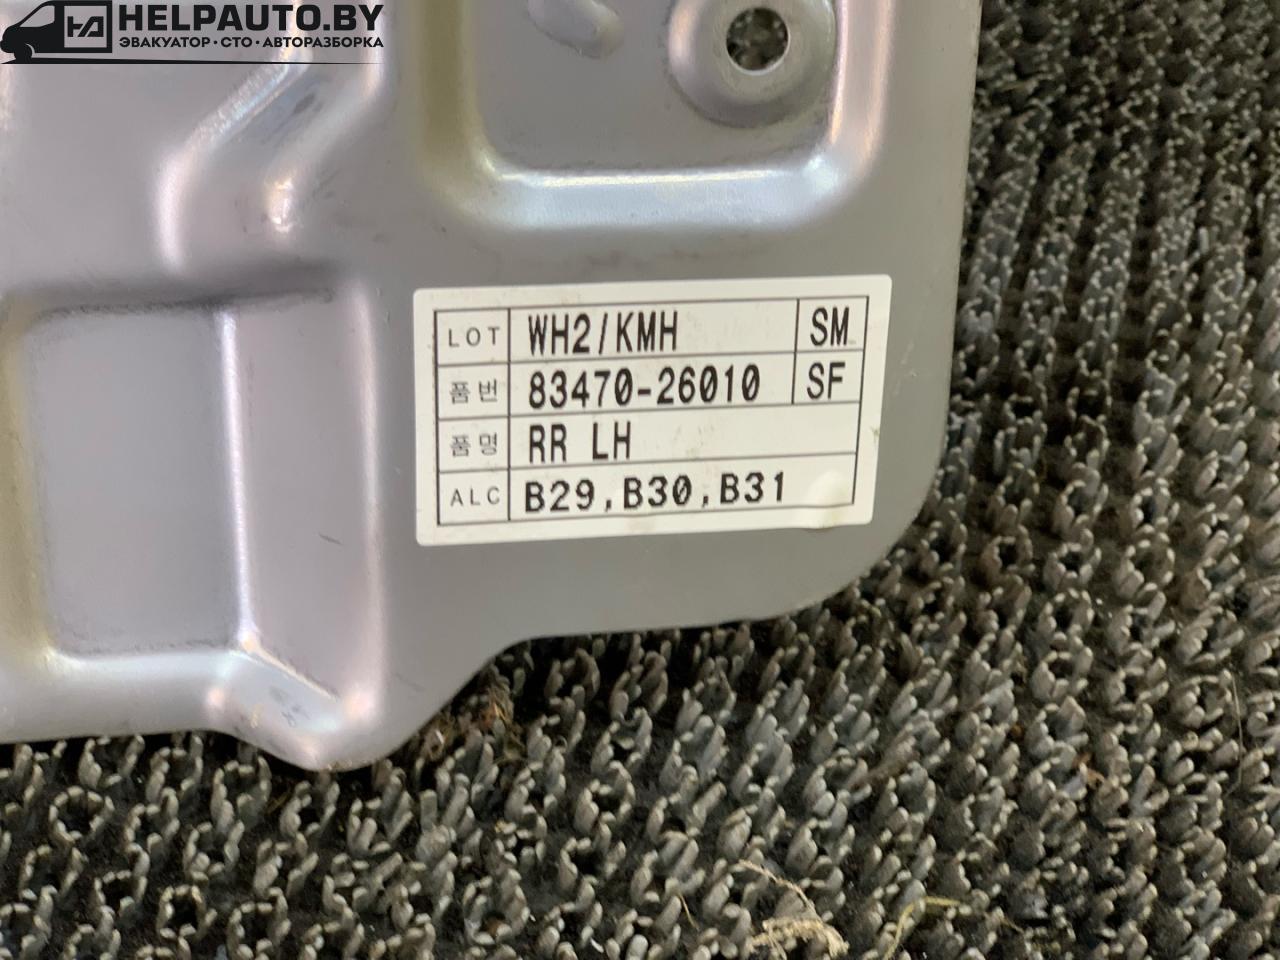 HELPAUTO.BY
ЭВАКУАТОР·СТО·АВТОРАЗБОРКА
LOT WH2/KMH SM
품번 83470-26010 SF
품명 RR LH
ALC B29,B30,B31